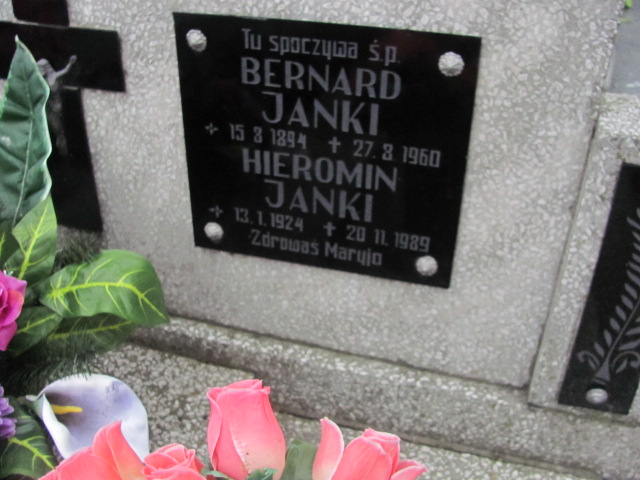 Tu spoczywa ś.p.
BERNARD
JANKI
15 8 1894 ✝ 27.8.1960
HIEROMIN
JANKI
13.1.1924 ✝ 20 11.1989
Zdrowaś Maryjo